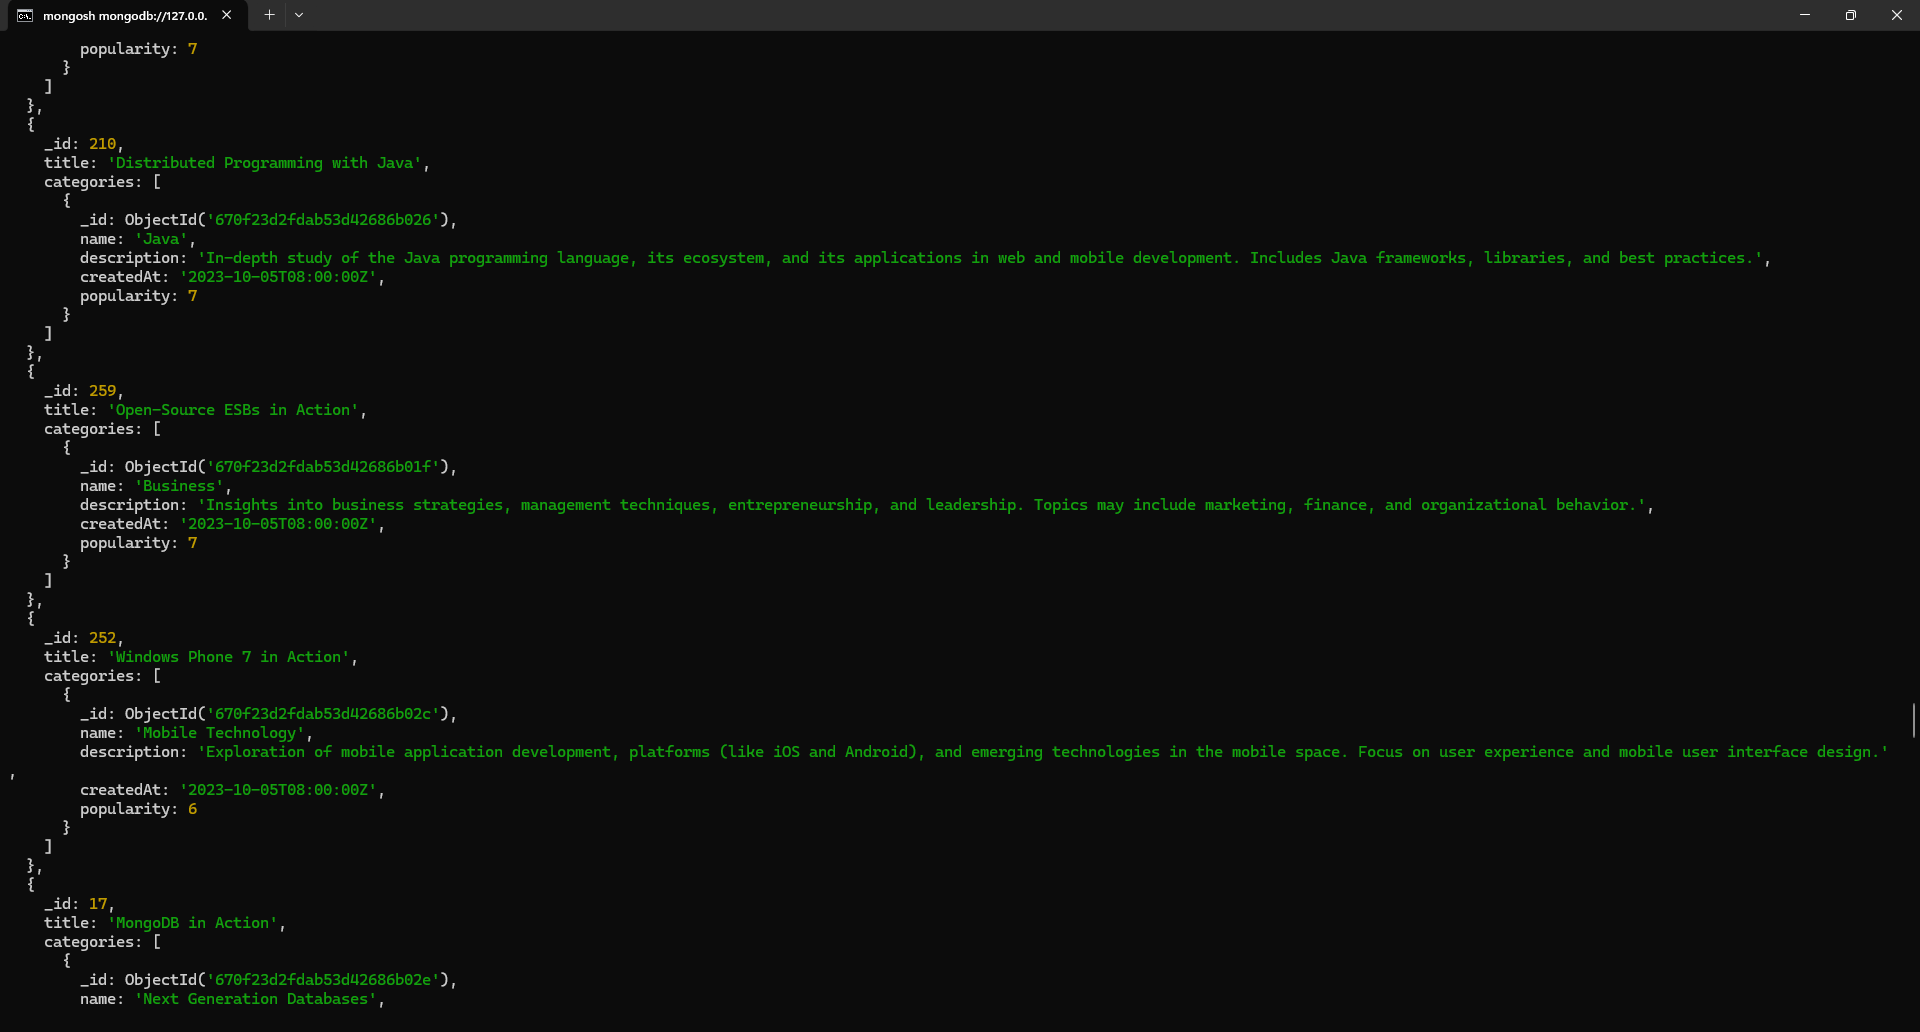 mongosh mongodb://127.0.0.
popularity: 7
}
]
},
{
_id: 210,
title: 'Distributed Programming with Java',
categories: [
{
_id: ObjectId('670f23d2fdab53d42686b026'),
name: 'Java',
description: 'In-depth study of the Java programming language, its ecosystem, and its applications in web and mobile development. Includes Java frameworks, libraries, and best practices.',
createdAt: '2023-10-05T08:00:00Z',
popularity: 7
}
]
},
{
_id: 259,
title: 'Open-Source ESBs in Action',
categories: [
{
_id: ObjectId('670f23d2fdab53d42686b01f'),
name: 'Business',
description: 'Insights into business strategies, management techniques, entrepreneurship, and leadership. Topics may include marketing, finance, and organizational behavior.',
createdAt: '2023-10-05T08:00:00Z',
popularity: 7
}
]
},
{
_id: 252,
title: 'Windows Phone 7 in Action',
categories: [
{
_id: ObjectId('670f23d2fdab53d42686b02c'),
name: 'Mobile Technology',
description: 'Exploration of mobile application development, platforms (like iOS and Android), and emerging technologies in the mobile space. Focus on user experience and mobile user interface design.'
,
createdAt: '2023-10-05T08:00:00Z',
popularity: 6
}
]
},
{
_id: 17,
title: 'MongoDB in Action',
categories: [
{
_id: ObjectId('670f23d2fdab53d42686b02e'),
name: 'Next Generation Databases',